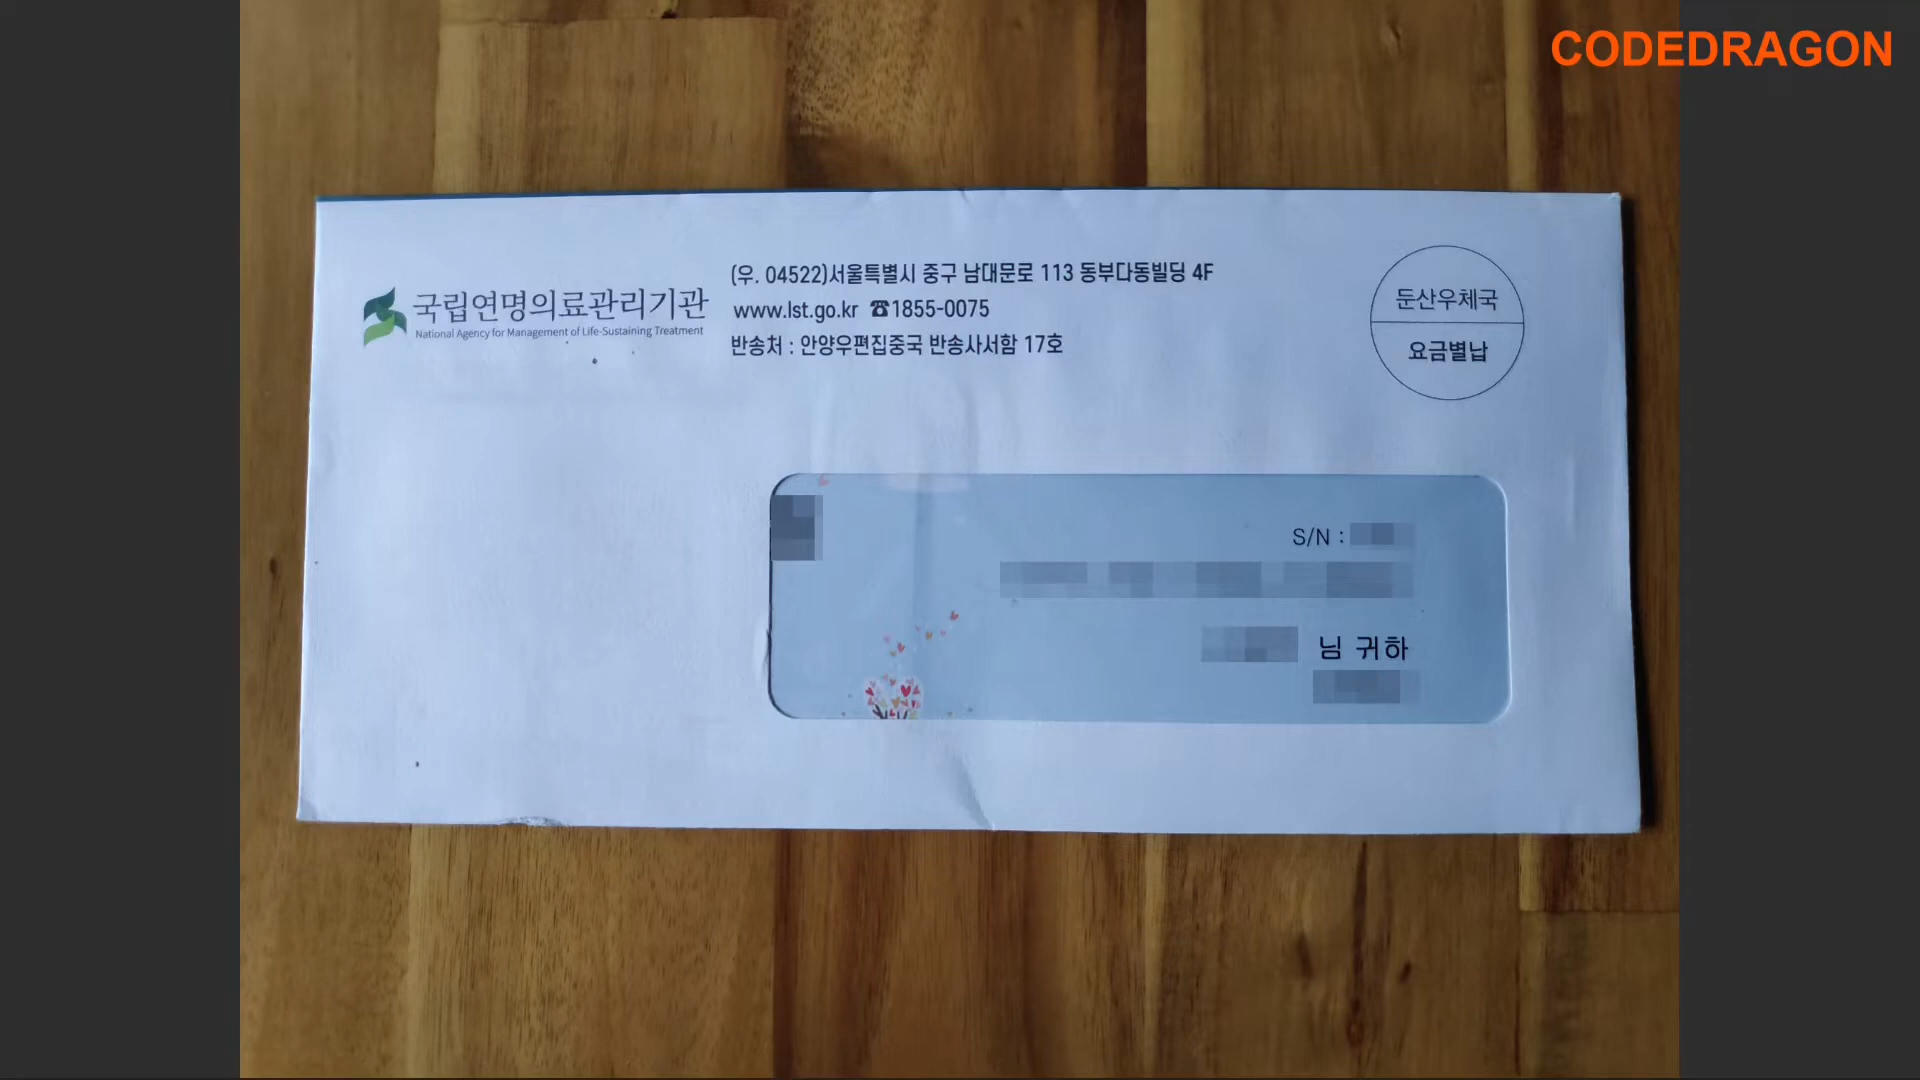 CODEDRAGON
국립연명의료관리기관
National Agency for Management of Life-Sustaining Treatment
(우. 04522)서울특별시 중구 남대문로 113 동부다동빌딩 4F
www.lst.go.kr ☎1855-0075
반송처 : 안양우편집중국 반송사서함 17호
둔산우체국
요금별납
S/N :
님 귀하